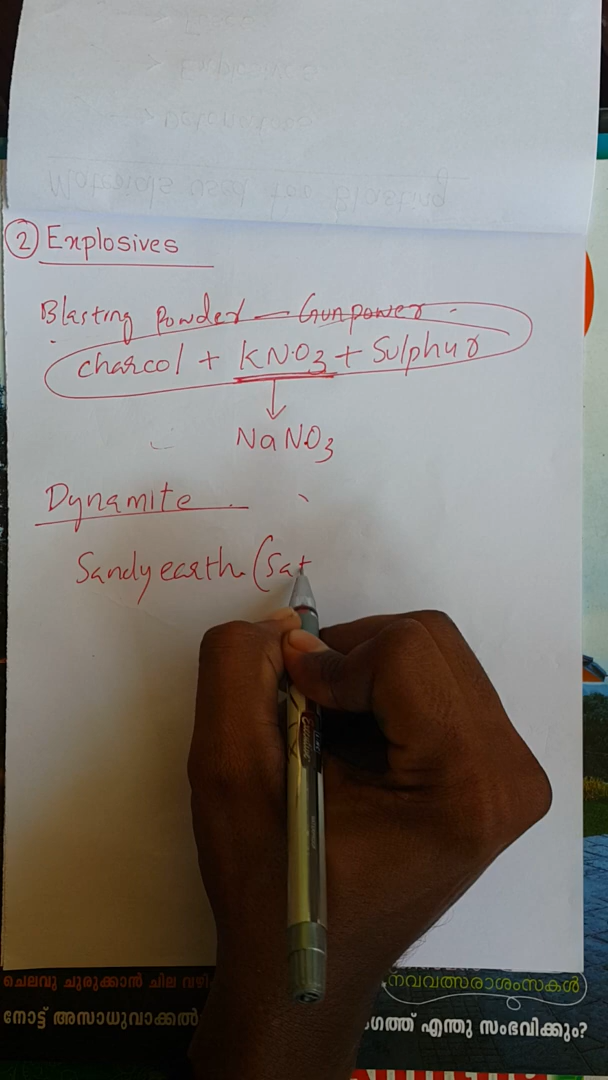 ② Explosives
Blasting Powder — Gunpower.
charcol + KNO3 + Sulphur
NaNO3
Dynamite
Sandy earth (Sat
ചെലവു ചുരുക്കാൻ ചില വഴി
നവവത്സരാശംസകൾ
നോട്ട് അസാധുവാക്കൽ
ഗത്ത് എന്തു സംഭവിക്കും?